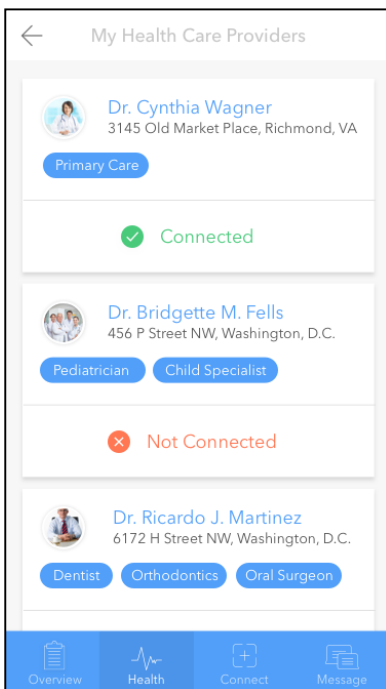 My Health Care Providers
Dr. Cynthia Wagner
3145 Old Market Place, Richmond, VA
Primary Care
Connected
Dr. Bridgette M. Fells
456 P Street NW, Washington, D.C.
Pediatrician Child Specialist
Not Connected
Dr. Ricardo J. Martinez
6172 H Street NW, Washington, D.C.
Dentist Orthodontics Oral Surgeon
Overview Health Connect Message